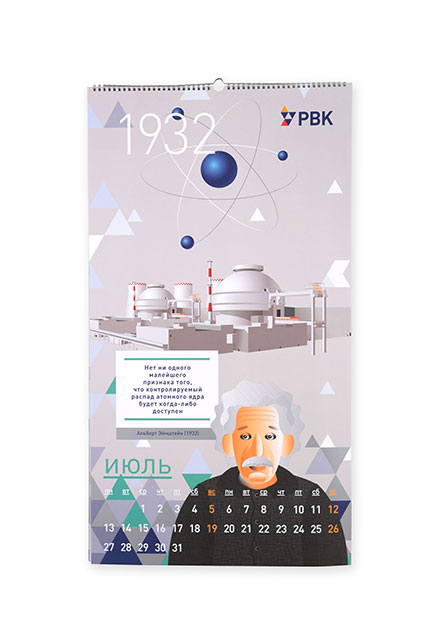 1932
РВК
Нет ни одного
малейшего
признака того,
что контролируемый
распад атомного ядра
будет когда-либо
доступен
Альберт Эйнштейн (1932)
ИЮЛЬ
пн вт ср чт пт сб вс пн вт ср чт пт сб
1 2 3 4 5 6 7 8 9 10 11 12
13 14 15 16 17 18 19 20 21 22 23 24 25 26
27 28 29 30 31